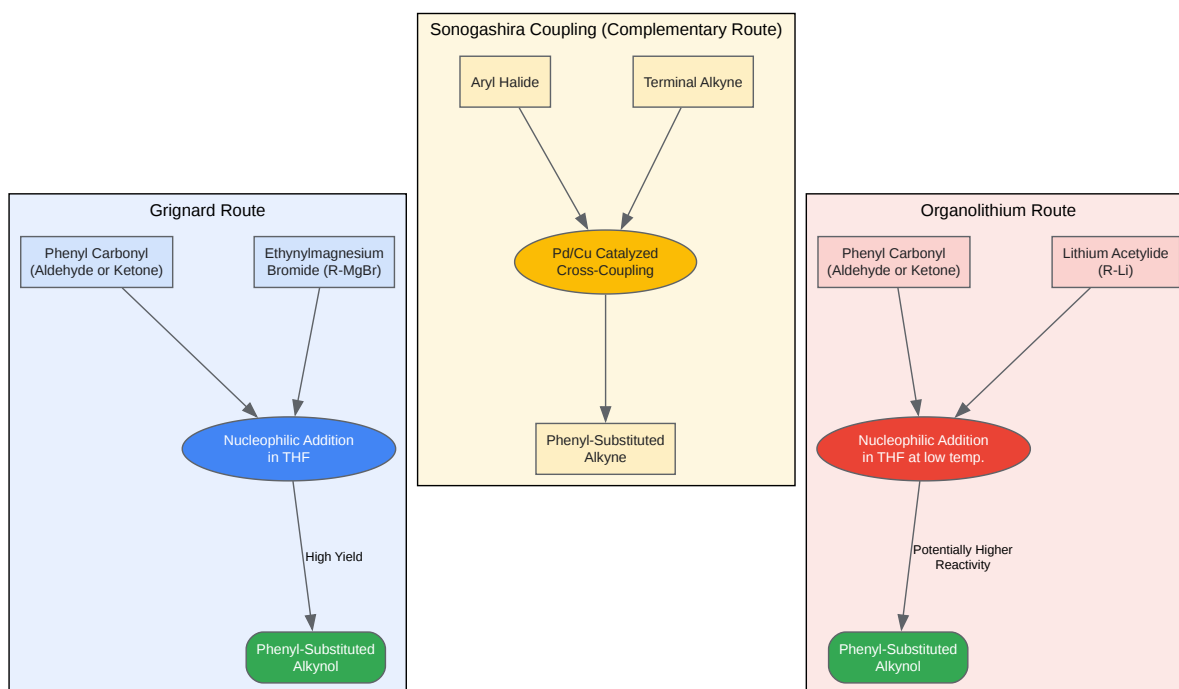 Sonogashira Coupling (Complementary Route)
Aryl Halide
Terminal Alkyne
Pd/Cu Catalyzed
Cross-Coupling
Phenyl-Substituted
Alkyne
Grignard Route
Phenyl Carbonyl
(Aldehyde or Ketone)
Ethynylmagnesium
Bromide (R-MgBr)
Nucleophilic Addition
in THF
High Yield
Phenyl-Substituted
Alkynol
Organolithium Route
Phenyl Carbonyl
(Aldehyde or Ketone)
Lithium Acetylide
(R-Li)
Nucleophilic Addition
in THF at low temp.
Potentially Higher
Reactivity
Phenyl-Substituted
Alkynol